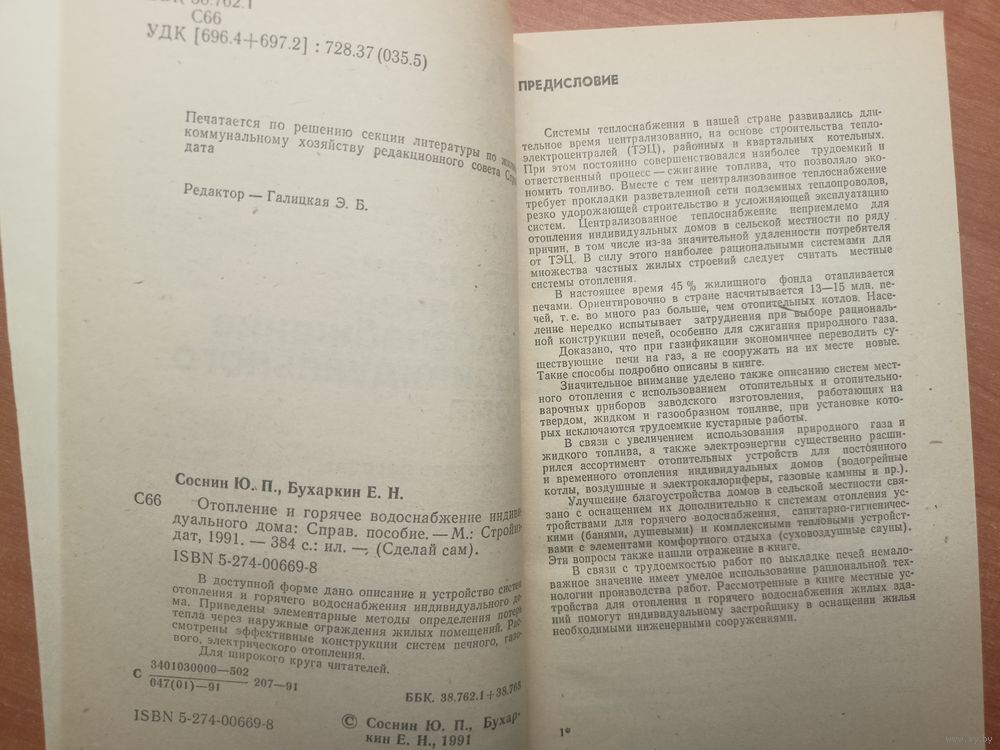 38.762.1
С66
УДК [696.4+697.2] : 728.37 (035.5)
Печатается по решению секции литературы по
коммунальному хозяйству редакционного совета
дата
Редактор — Галицкая Э. Б.
Соснин Ю. П., Бухаркин Е. Н.
С66
Отопление и горячее водоснабжение индиви-
дуального дома: Справ. пособие. — М.: Стройиз-
дат, 1991. — 384 с.: ил. —, (Сделай сам).
ISBN 5-274-00669-8
В доступной форме дано описание и устройство систем
отопления и горячего водоснабжения индивидуального до-
ма. Приведены элементарные методы определения потерь
тепла через наружные ограждения жилых помещений. Рас-
смотрены эффективные конструкции систем печного, газо-
вого, электрического отопления.
Для широкого круга читателей.
С 3401030000—502
047(01)—91 207—91
ББК. 38.762.1+38.765
ISBN 5-274-00669-8
© Соснин Ю. П., Бухар-
кин Е. Н., 1991
ПРЕДИСЛОВИЕ
Системы теплоснабжения в нашей стране развивались дли-
тельное время централизованно, на основе строительства тепло-
электроцентралей (ТЭЦ), районных и квартальных котельных.
При этом постоянно совершенствовался наиболее трудоемкий и
ответственный процесс — сжигание топлива, что позволяло эко-
номить топливо. Вместе с тем централизованное теплоснабжение
требует прокладки разветвленной сети подземных теплопроводов,
резко удорожающей строительство и усложняющей эксплуатацию
систем. Централизованное теплоснабжение неприемлемо для
отопления индивидуальных домов в сельской местности по ряду
причин, в том числе из-за значительной удаленности потребителя
от ТЭЦ. В силу этого наиболее рациональными системами для
множества частных жилых строений следует считать местные
системы отопления.
В настоящее время 45 % жилищного фонда отапливается
печами. Ориентировочно в стране насчитывается 13—15 млн. пе-
чей, т. е. во много раз больше, чем отопительных котлов. Насе-
ление нередко испытывает затруднения при выборе рациональ-
ной конструкции печей, особенно для сжигания природного газа.
Доказано, что при газификации экономичнее переводить су-
ществующие печи на газ, а не сооружать на их месте новые.
Такие способы подробно описаны в книге.
Значительное внимание уделено также описанию систем мест-
ного отопления с использованием отопительных и отопительно-
варочных приборов заводского изготовления, работающих на
твердом, жидком и газообразном топливе, при установке кото-
рых исключаются трудоемкие кустарные работы.
В связи с увеличением использования природного газа и
жидкого топлива, а также электроэнергии существенно расши-
рился ассортимент отопительных устройств для постоянного
и временного отопления индивидуальных домов (водогрейные
котлы, воздушные и электрокалориферы, газовые камины и пр.).
Улучшение благоустройства домов в сельской местности свя-
зано с оснащением их дополнительно к системам отопления ус-
тройствами для горячего водоснабжения, санитарно-гигиеничес-
кими (банями, душевыми) и комплексными тепловыми устройст-
вами с элементами комфортного отдыха (суховоздушные сауны).
Эти вопросы также нашли отражение в книге.
В связи с трудоемкостью работ по выкладке печей немало-
важное значение имеет умелое использование рациональной тех-
нологии производства работ. Рассмотренные в книге местные ус-
тройства для отопления и горячего водоснабжения жилых зда-
ний помогут индивидуальному застройщику в оснащении жилья
необходимыми инженерными сооружениями.
1*
www.ay.by